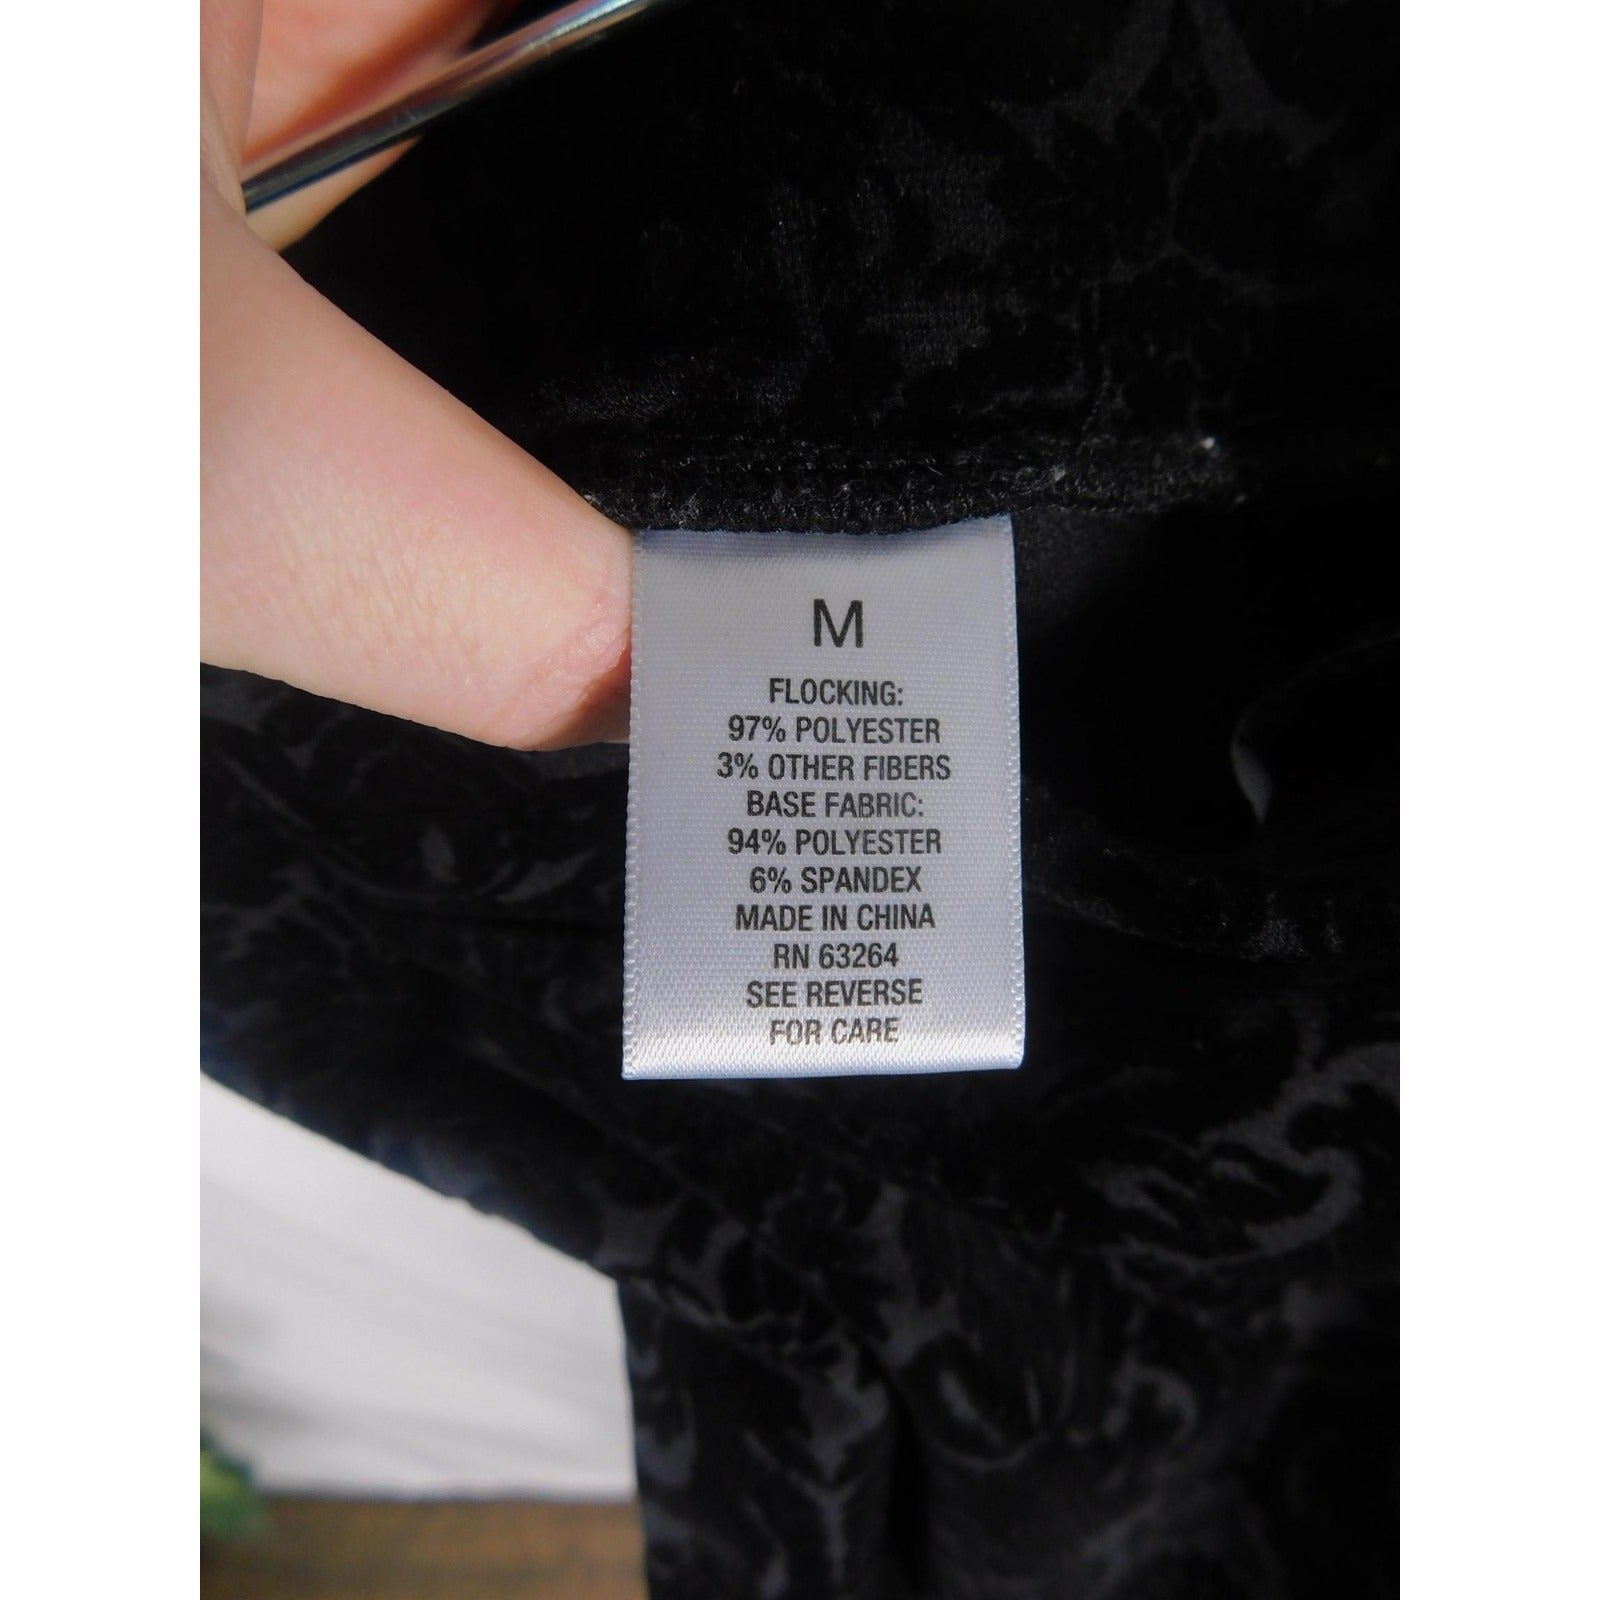 M
FLOCKING:
97% POLYESTER
3% OTHER FIBERS
BASE FABRIC:
94% POLYESTER
6% SPANDEX
MADE IN CHINA
RN 63264
SEE REVERSE
FOR CARE